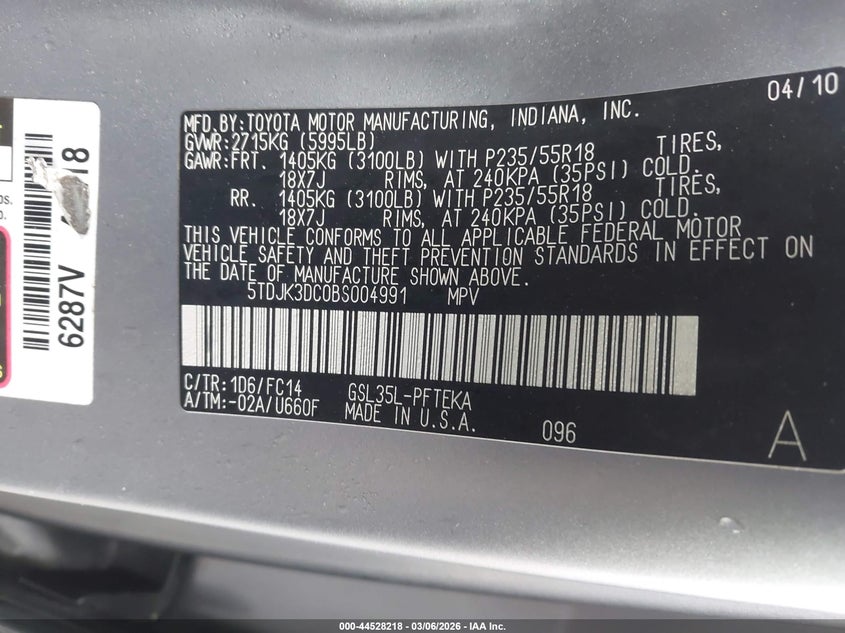 04/10
MFD.BY:TOYOTA MOTOR MANUFACTURING, INDIANA, INC.
GVWR:2715KG (5995LB)
GAWR:FRT. 1405KG (3100LB) WITH P235/55R18 TIRES,
18X7J RIMS, AT 240KPA (35PSI) COLD.
RR. 1405KG (3100LB) WITH P235/55R18 TIRES,
18X7J RIMS, AT 240KPA (35PSI) COLD.
THIS VEHICLE CONFORMS TO ALL APPLICABLE FEDERAL MOTOR
VEHICLE SAFETY AND THEFT PREVENTION STANDARDS IN EFFECT ON
THE DATE OF MANUFACTURE SHOWN ABOVE.
5TDJK3DC0BS004991 MPV
C/TR:1D6/FC14 GSL35L-PFTEKA
A/TM:-02A/U660F MADE IN U.S.A.
096
A
6287V
18
000-44528218 - 03/06/2026 - IAA Inc.